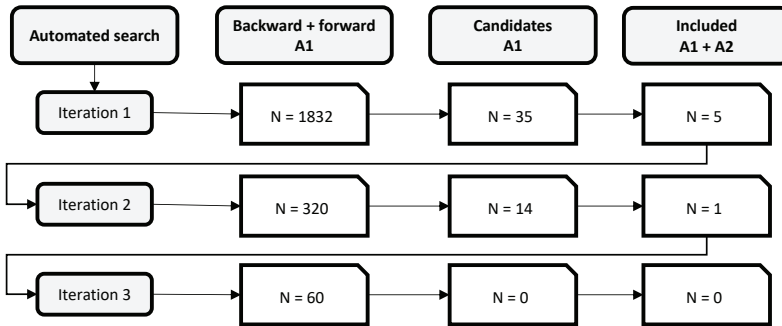 Automated search
Backward + forward
A1
Candidates
A1
Included
A1 + A2
Iteration 1
N = 1832
N = 35
N = 5
Iteration 2
N = 320
N = 14
N = 1
Iteration 3
N = 60
N = 0
N = 0